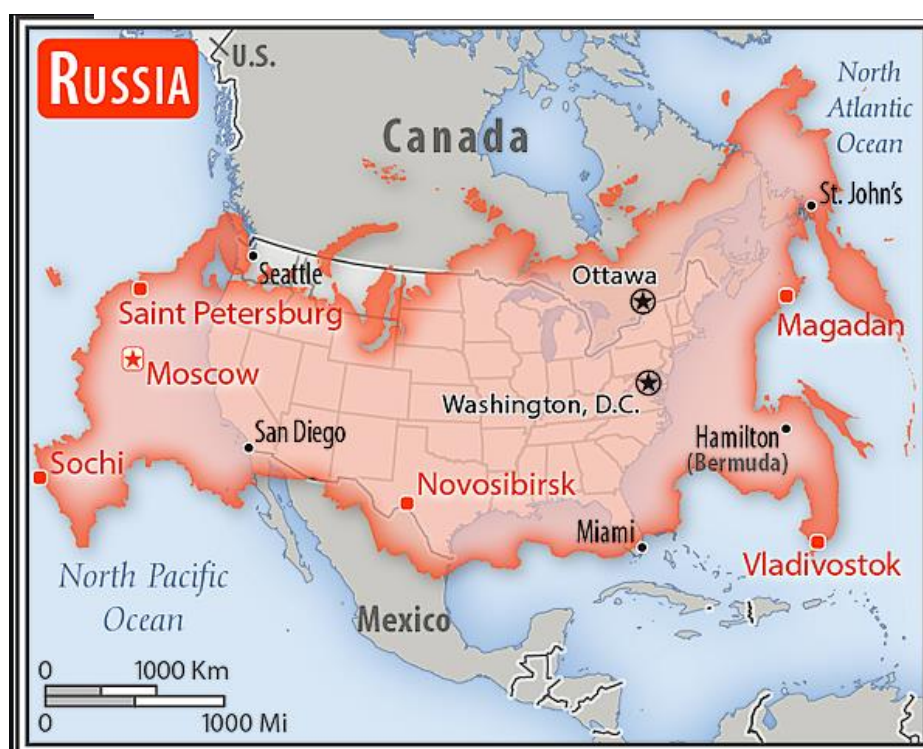 RUSSIA
U.S.
Canada
North
Atlantic
Ocean
St. John's
Seattle
Ottawa
Saint Petersburg
Magadan
Moscow
Washington, D.C.
San Diego
Hamilton
(Bermuda)
Sochi
Novosibirsk
Miami
Vladivostok
North Pacific
Ocean
Mexico
0 1000 Km
0 1000 Mi